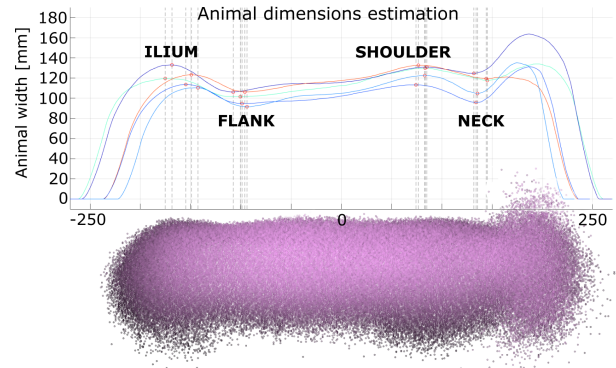 Animal dimensions estimation
Animal width [mm]
180
160
140
120
100
80
60
40
20
0
ILIUM
SHOULDER
FLANK
NECK
-250
0
250